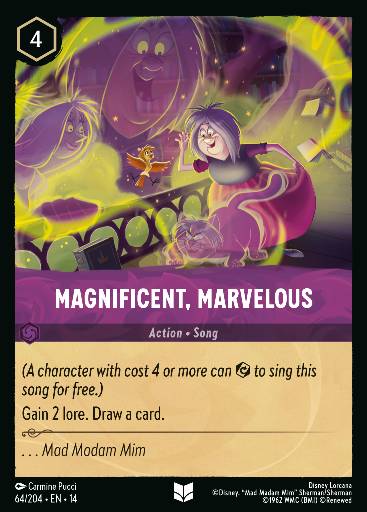 4
MAGNIFICENT, MARVELOUS
Action • Song
(A character with cost 4 or more can to sing this
song for free.)
Gain 2 lore. Draw a card.
. . . Mad Modam Mim
Carmine Pucci
64/204 • EN • 14
Disney Lorcana
©Disney. "Mad Madam Mim" Sherman/Sherman
©1962 WMC (BMI) ©Renewed